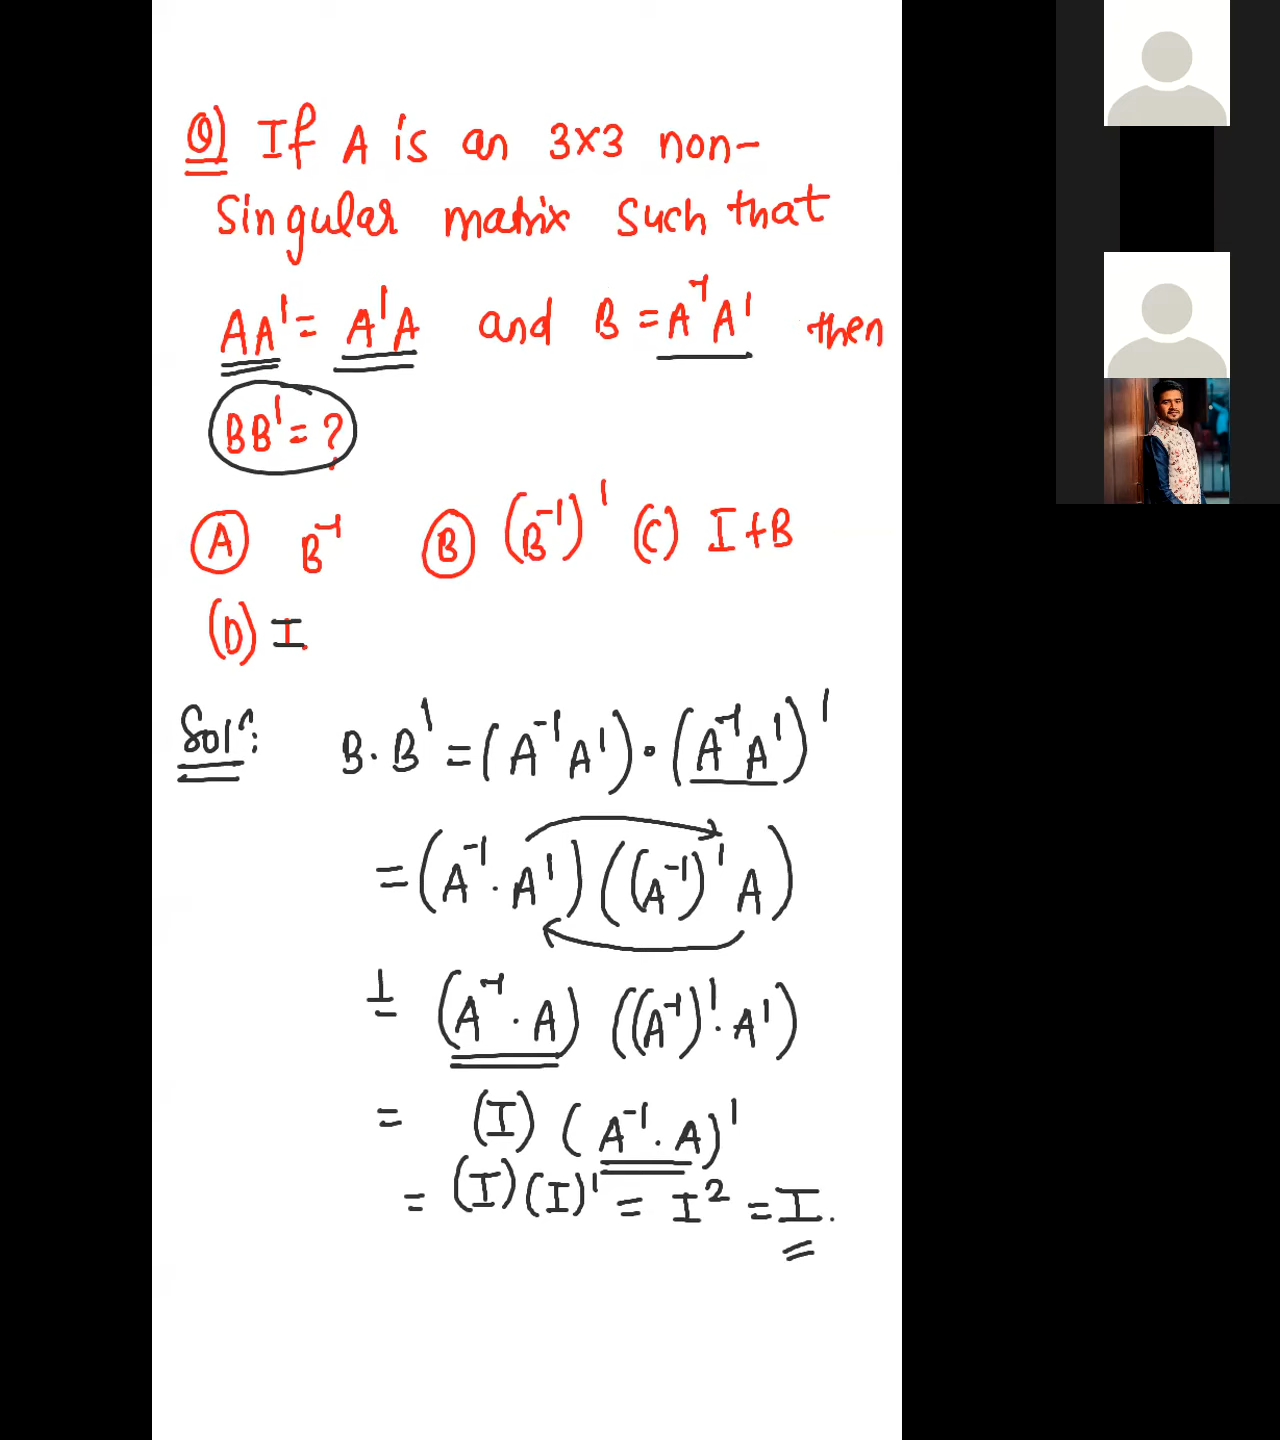 Q) If A is an 3×3 non-
singular matrix such that
AA' = A'A and B = A⁻¹A' then
BB' = ?
(A) B⁻¹ (B) (B⁻¹)' (C) I+B
(D) I
Solⁿ: B·B' = (A⁻¹A')·(A⁻¹A')'
= (A⁻¹·A')((A⁻¹)'A)
= (A⁻¹·A) ((A⁻¹)'·A')
= (I) (A⁻¹·A)'
= (I)(I)' = I² = I.